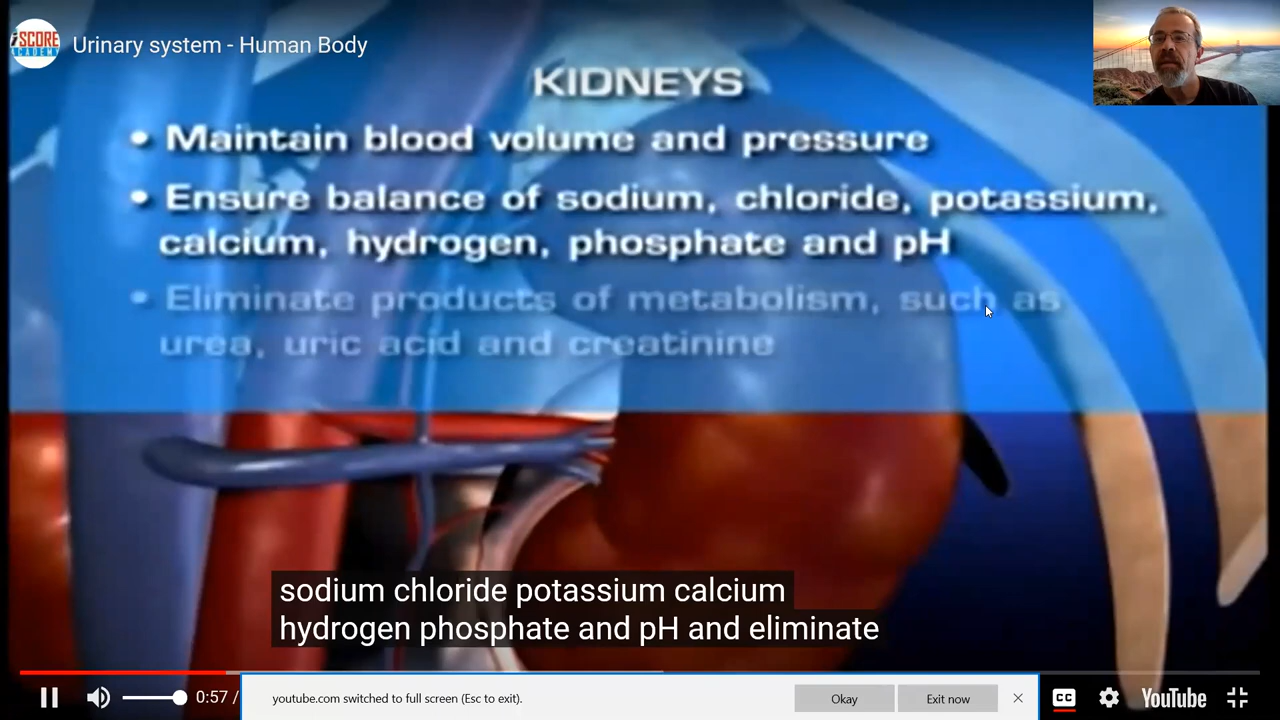 iSCORE
ACADEMY
Urinary system - Human Body
KIDNEYS
• Maintain blood volume and pressure
• Ensure balance of sodium, chloride, potassium,
calcium, hydrogen, phosphate and pH
• Eliminate products of metabolism, such as
urea, uric acid and creatinine
sodium chloride potassium calcium
hydrogen phosphate and pH and eliminate
0:57 /
youtube.com switched to full screen (Esc to exit).
Okay
Exit now
CC
YouTube